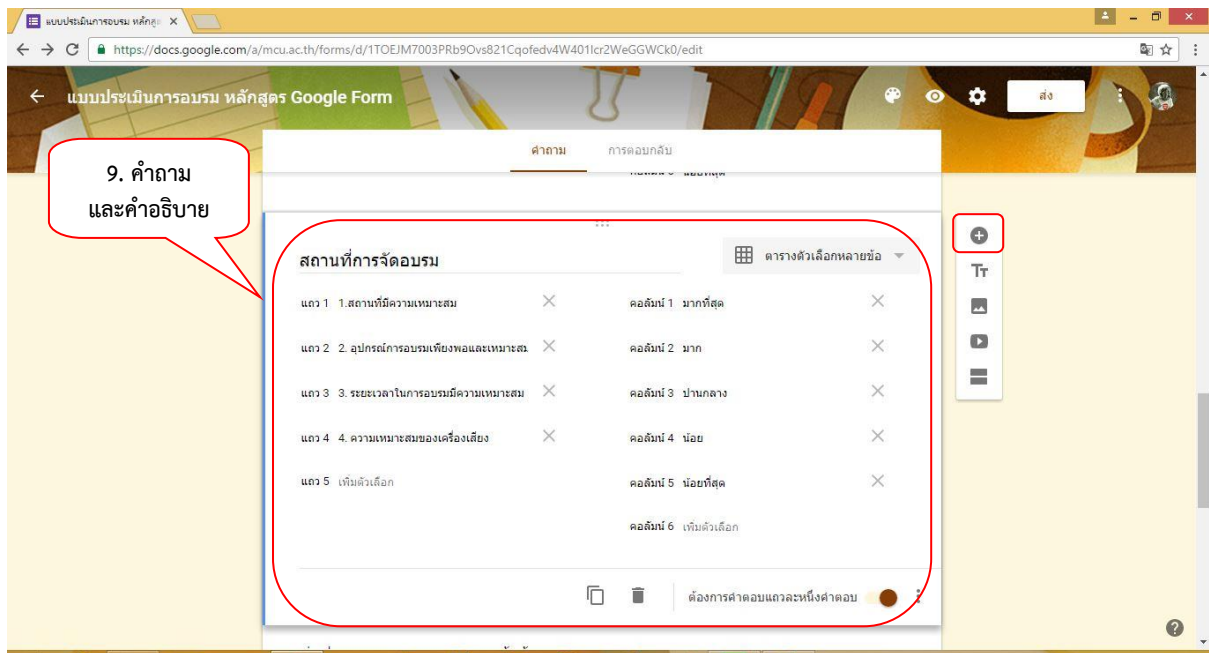 แบบประเมินการอบรม หลักสู
https://docs.google.com/a/mcu.ac.th/forms/d/1TOEJM7003PRb9Ovs821Cqofedv4W401Icr2WeGGWCk0/edit
แบบประเมินการอบรม หลักสูตร Google Form
ส่ง
คำถาม การตอบกลับ
9. คำถาม
และคำอธิบาย
สถานที่การจัดอบรม
ตารางตัวเลือกหลายข้อ
แถว 1 1.สถานที่มีความเหมาะสม คอลัมน์ 1 มากที่สุด
แถว 2 2. อุปกรณ์การอบรมเพียงพอและเหมาะสม คอลัมน์ 2 มาก
แถว 3 3. ระยะเวลาในการอบรมมีความเหมาะสม คอลัมน์ 3 ปานกลาง
แถว 4 4. ความเหมาะสมของเครื่องเสียง คอลัมน์ 4 น้อย
แถว 5 เพิ่มตัวเลือก คอลัมน์ 5 น้อยที่สุด
คอลัมน์ 6 เพิ่มตัวเลือก
ต้องการคำตอบแถวละหนึ่งคำตอบ